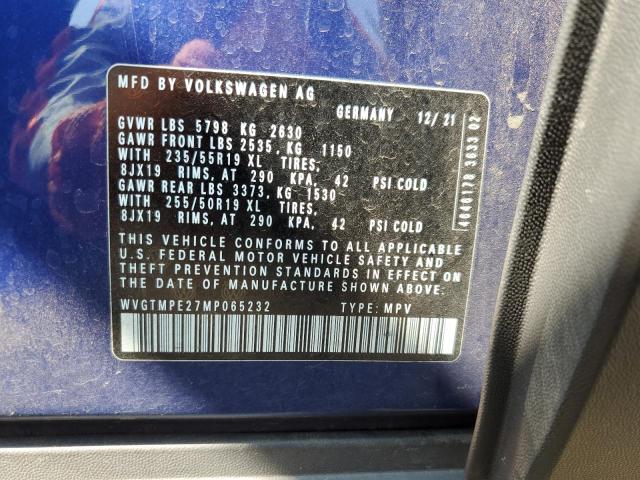 MFD BY VOLKSWAGEN AG
GERMANY 12/21
GVWR LBS 5798 KG 2630
GAWR FRONT LBS 2535, KG 1150
WITH 235/55R19 XL TIRES,
8JX19 RIMS, AT 290 KPA, 42 PSI COLD
GAWR REAR LBS 3373, KG 1530
WITH 255/50R19 XL TIRES,
8JX19 RIMS, AT 290 KPA, 42 PSI COLD
THIS VEHICLE CONFORMS TO ALL APPLICABLE
U.S. FEDERAL MOTOR VEHICLE SAFETY AND
THEFT PREVENTION STANDARDS IN EFFECT ON
THE DATE OF MANUFACTURE SHOWN ABOVE.
WVGTMPE27MP065232 TYPE: MPV